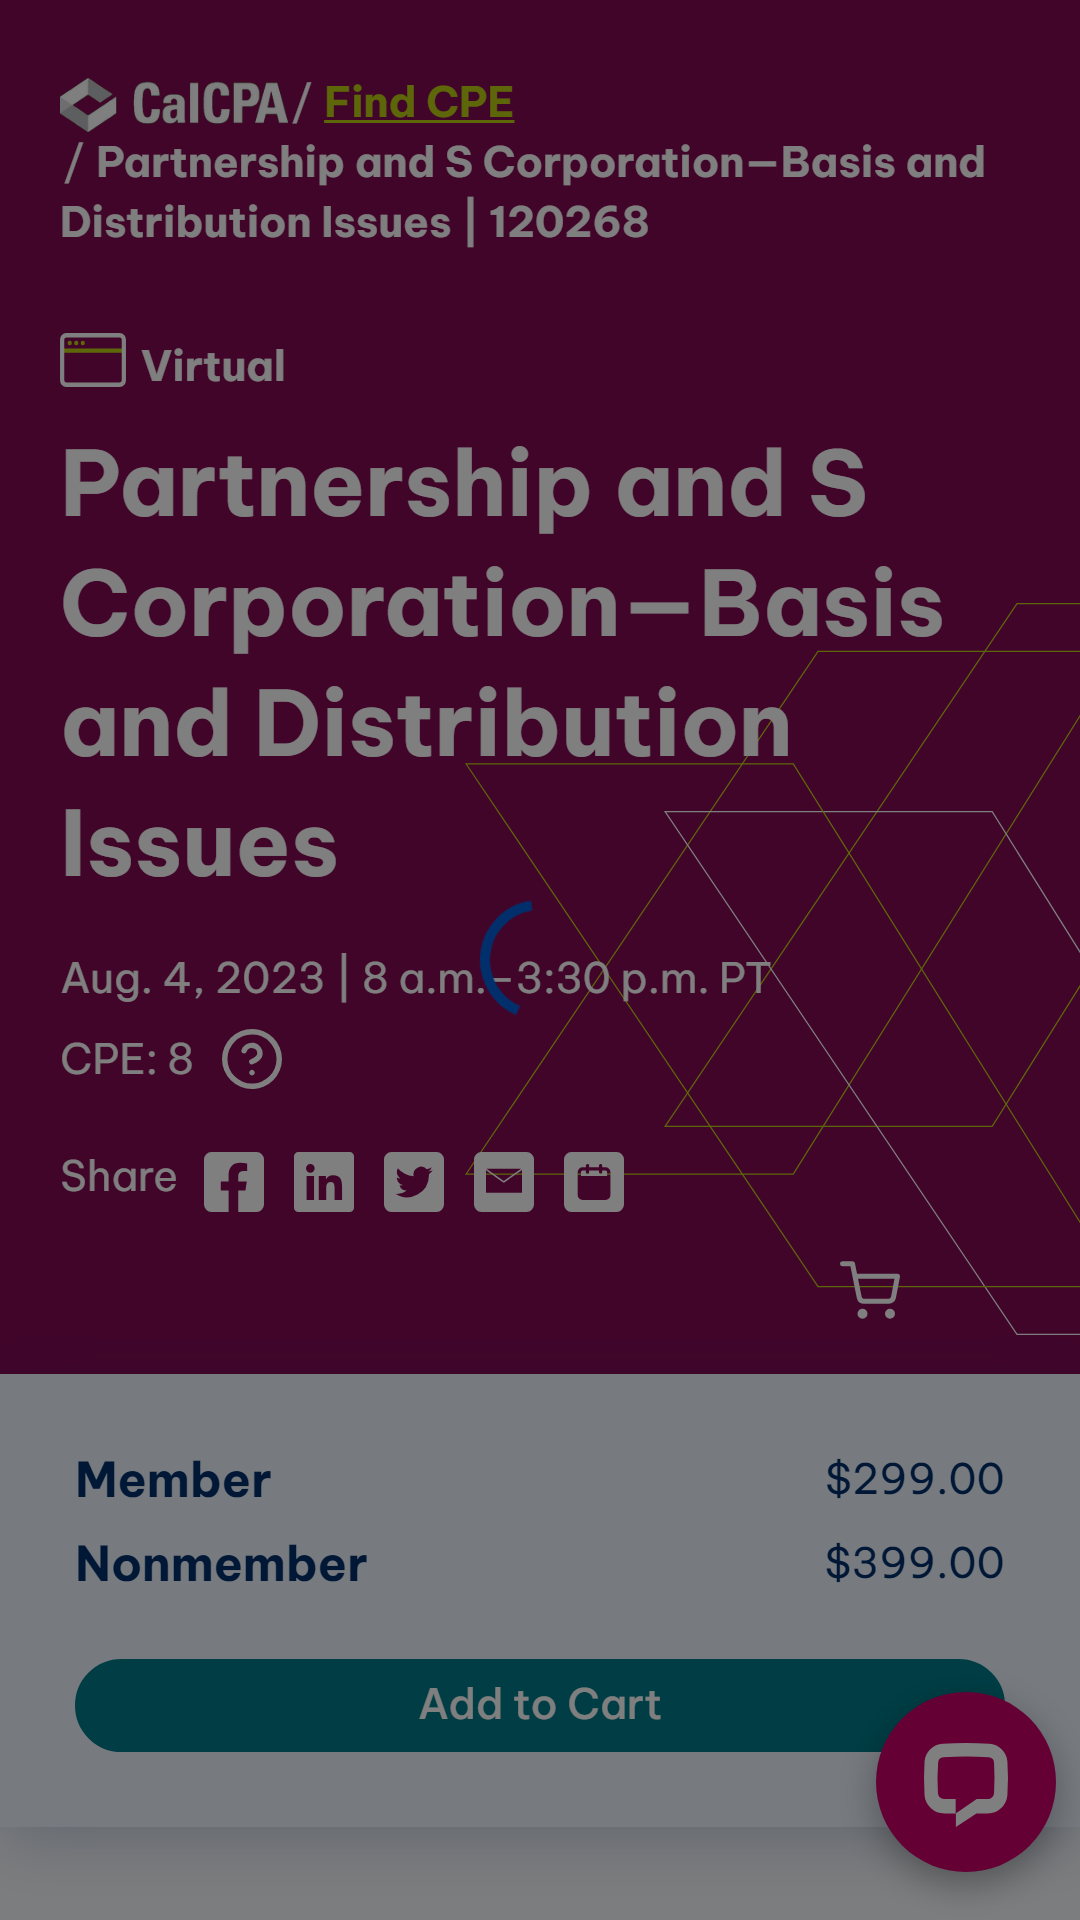 CalCPA / Find CPE
/ Partnership and S Corporation—Basis and
Distribution Issues | 120268
Virtual
Partnership and S
Corporation—Basis
and Distribution
Issues
Aug. 4, 2023 | 8 a.m.–3:30 p.m. PT
CPE: 8 ?
Share
Member $299.00
Nonmember $399.00
Add to Cart